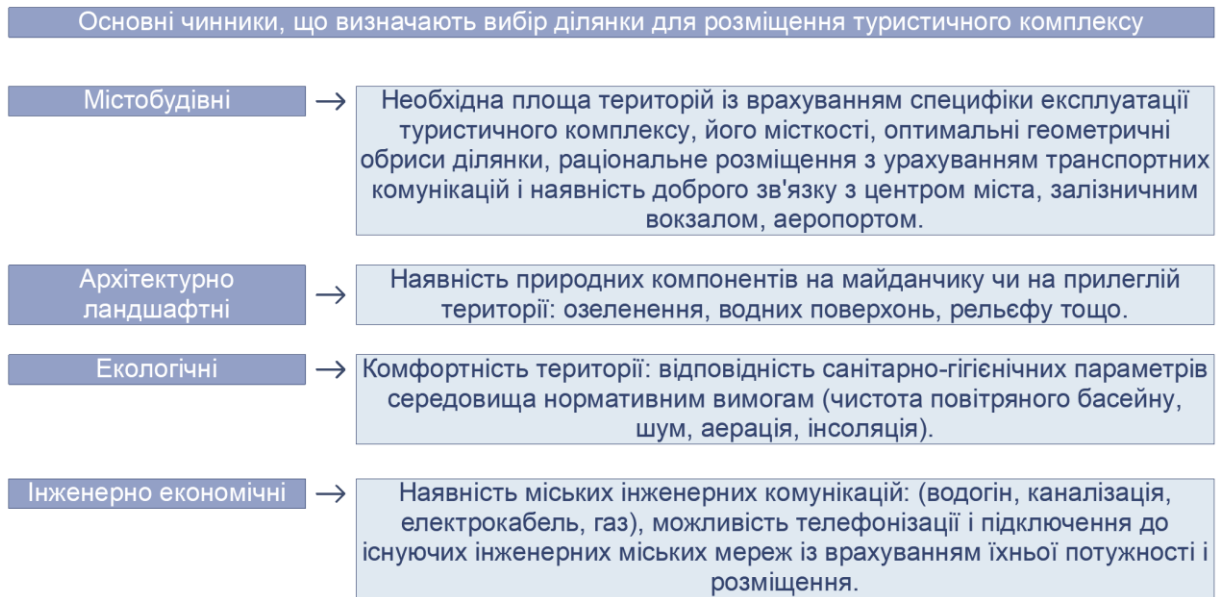 Основні чинники, що визначають вибір ділянки для розміщення туристичного комплексу
Містобудівні
Необхідна площа територій із врахуванням специфіки експлуатації
туристичного комплексу, його місткості, оптимальні геометричні
обриси ділянки, раціональне розміщення з урахуванням транспортних
комунікацій і наявність доброго зв'язку з центром міста, залізничним
вокзалом, аеропортом.
Архітектурно
ландшафтні
Наявність природних компонентів на майданчику чи на прилеглій
території: озеленення, водних поверхонь, рельєфу тощо.
Екологічні
Комфортність території: відповідність санітарно-гігієнічних параметрів
середовища нормативним вимогам (чистота повітряного басейну,
шум, аерація, інсоляція).
Інженерно економічні
Наявність міських інженерних комунікацій: (водогін, каналізація,
електрокабель, газ), можливість телефонізації і підключення до
існуючих інженерних міських мереж із врахуванням їхньої потужності і
розміщення.